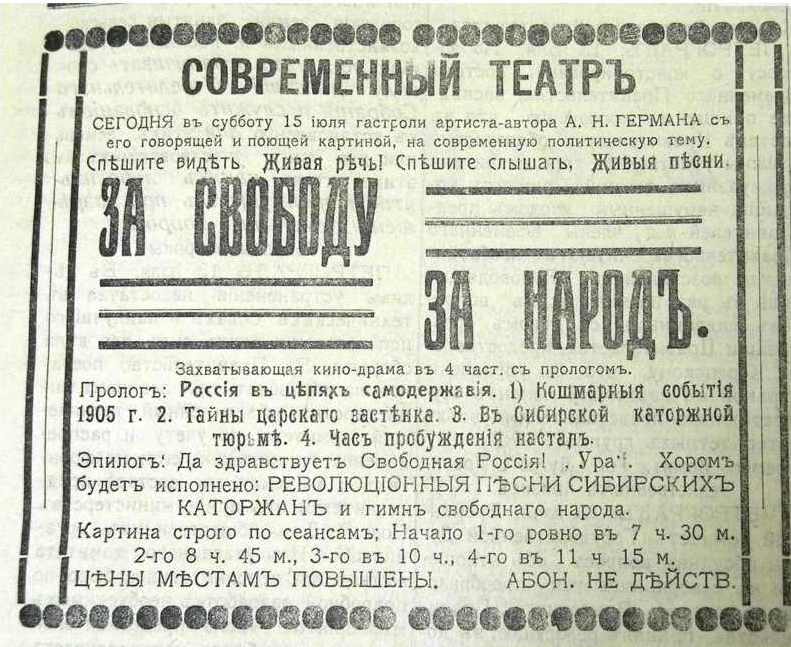 СОВРЕМЕННЫЙ ТЕАТРЪ
СЕГОДНЯ въ субботу 15 іюля гастроли артиста-автора А. Н. ГЕРМАНА съ
его говорящей и поющей картиной, на современную политическую тему.
Спѣшите видѣть Живая рѣчь! Спѣшите слышать, Живыя пѣсни.
ЗА СВОБОДУ
ЗА НАРОДЪ.
Захватывающая кино-драма въ 4 част. съ прологомъ.
Прологъ: Россія въ цѣпяхъ самодержавія. 1) Кошмарныя событія
1905 г. 2. Тайны царскаго застѣнка 3. Въ Сибирской каторжной
тюрьмѣ. 4. Часъ пробужденія насталъ.
Эпилогъ: Да здравствуетъ Свободная Россія! „Ура“! Хоромъ
будетъ исполнено: РЕВОЛЮЦІОННЫЯ ПѢСНИ СИБИРСКИХЪ
КАТОРЖАНЪ и гимнъ свободнаго народа.
Картина строго по сеансамъ; Начало 1-го ровно въ 7 ч. 30 м.
2-го 8 ч. 45 м., 3-го въ 10 ч., 4-го въ 11 ч. 15 м.
ЦѢНЫ МѢСТАМЪ ПОВЫШЕНЫ. АБОН. НЕ ДѢЙСТВ.